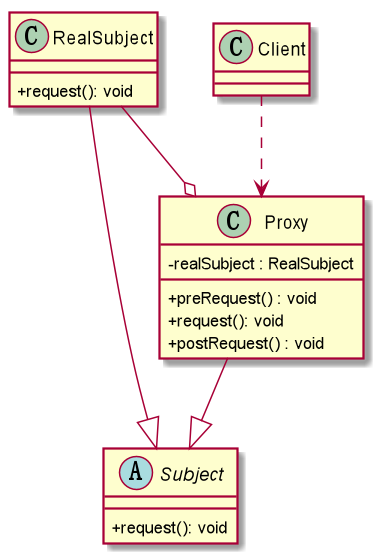 C RealSubject
+request(): void
C Client
C Proxy
-realSubject : RealSubject
+preRequest() : void
+request(): void
+postRequest() : void
A Subject
+request(): void